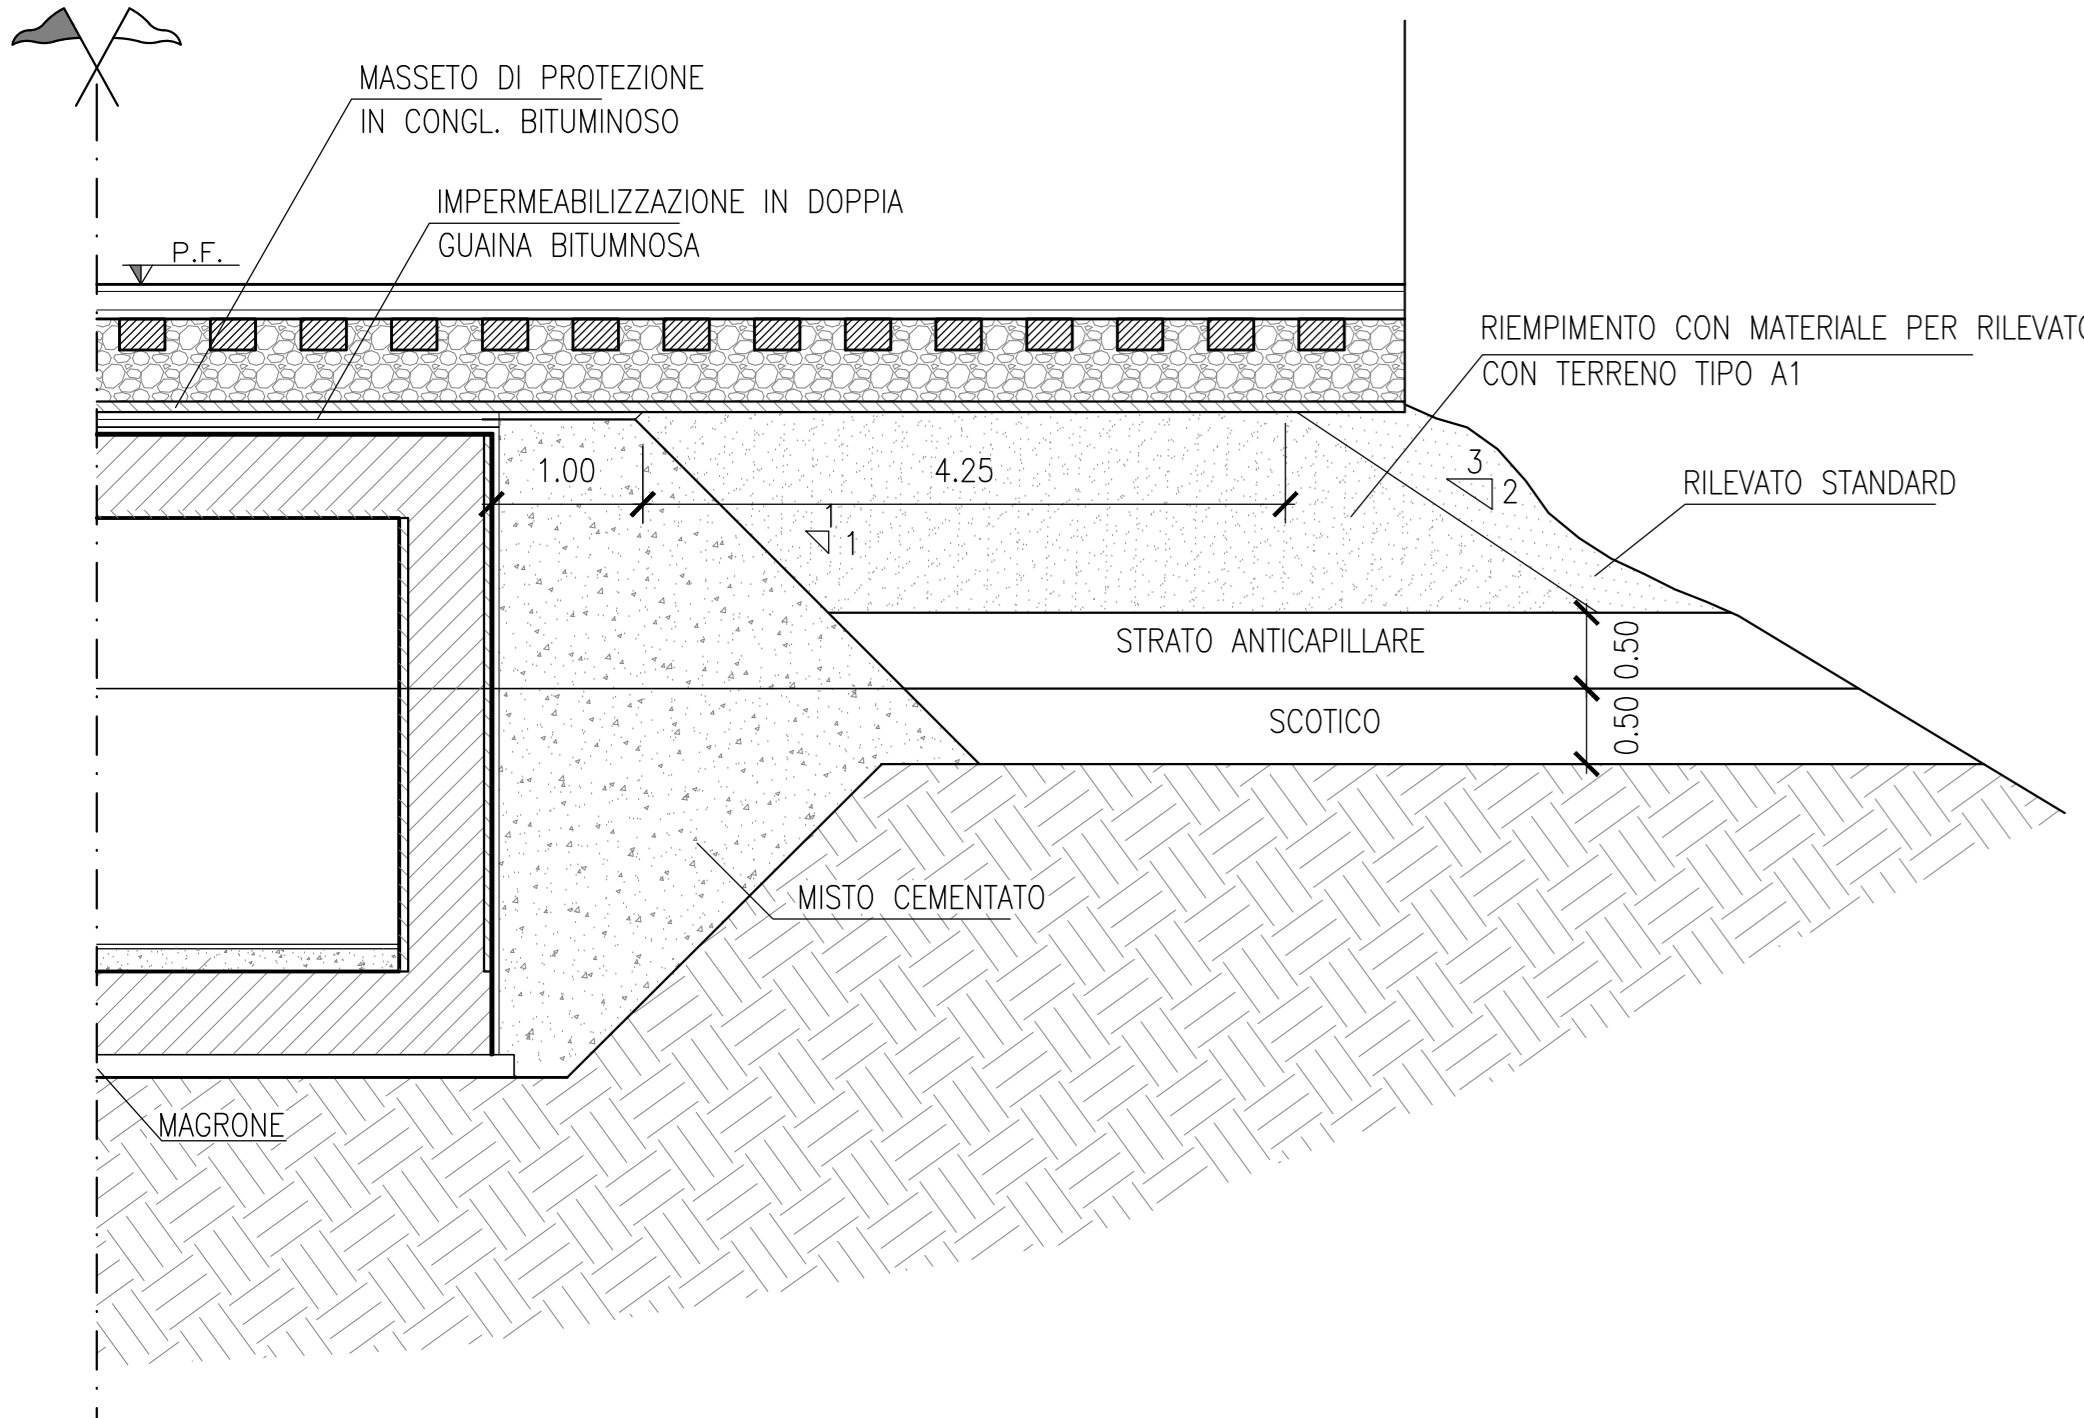 MASSETO DI PROTEZIONE
IN CONGL. BITUMINOSO
IMPERMEABILIZZAZIONE IN DOPPIA
GUAINA BITUMNOSA
P.F.
RIEMPIMENTO CON MATERIALE PER RILEVATO
CON TERRENO TIPO A1
1.00
4.25
3
2
RILEVATO STANDARD
1
1
STRATO ANTICAPILLARE
0.50
SCOTICO
0.50
MISTO CEMENTATO
MAGRONE